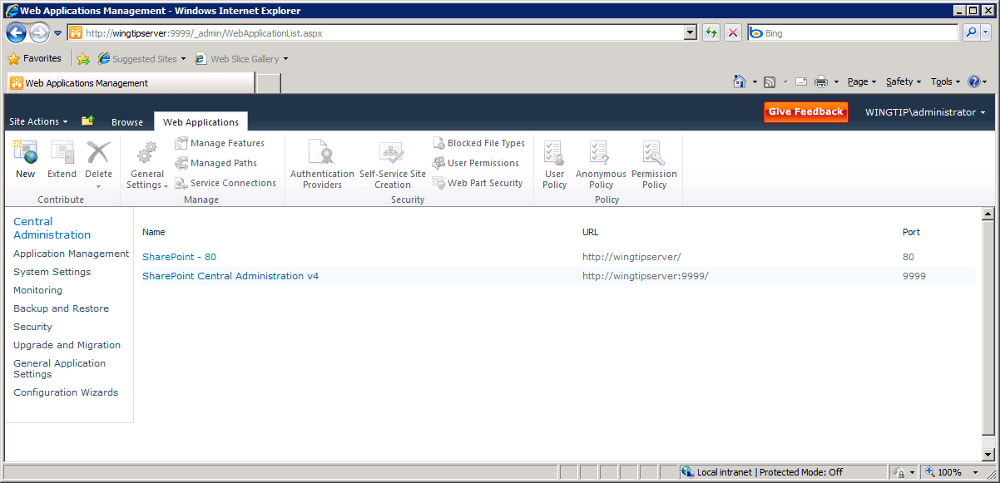 Web Applications Management - Windows Internet Explorer
http://wingtipserver:9999/_admin/WebApplicationList.aspx
Bing
Favorites Suggested Sites Web Slice Gallery
Web Applications Management
Page Safety Tools
Give Feedback
WINGTIP\administrator
Site Actions Browse Web Applications
New Extend Delete
Contribute
General Settings
Manage Features
Managed Paths
Service Connections
Manage
Authentication Providers
Self-Service Site Creation
Blocked File Types
User Permissions
Web Part Security
Security
User Policy
Anonymous Policy
Permission Policy
Policy
Central
Administration
Application Management
System Settings
Monitoring
Backup and Restore
Security
Upgrade and Migration
General Application
Settings
Configuration Wizards
Name URL Port
SharePoint - 80 http://wingtipserver/ 80
SharePoint Central Administration v4 http://wingtipserver:9999/ 9999
Local intranet | Protected Mode: Off
100%